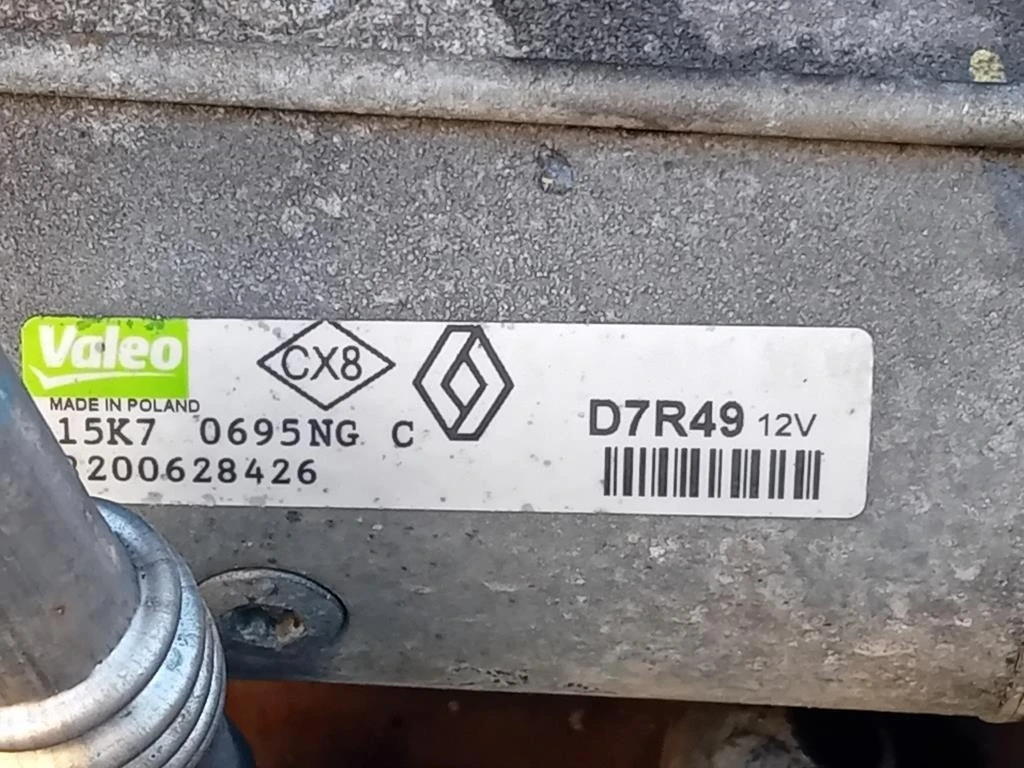 Valeo
CX8
MADE IN POLAND
15K7 0695NG C
D7R49 12V
200628426